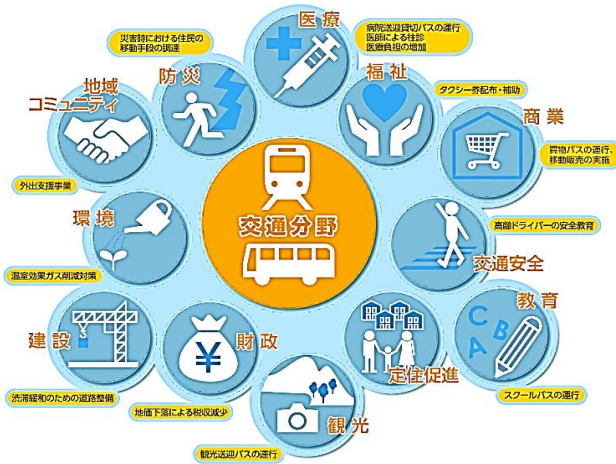 医療
病院送迎貸切バスの運行
医師による往診
医療負担の増加
災害時における住民の
移動手段の調達
防災
福祉
タクシー券配布・補助
地域
コミュニティ
外出支援事業
商業
買物バスの運行、
移動販売の実施
交通分野
環境
温室効果ガス削減対策
高齢ドライバーの安全教育
交通安全
建設
渋滞緩和のための道路整備
財政
¥
地価下落による税収減少
観光
観光送迎バスの運行
定住促進
教育
C
B
A
スクールバスの運行